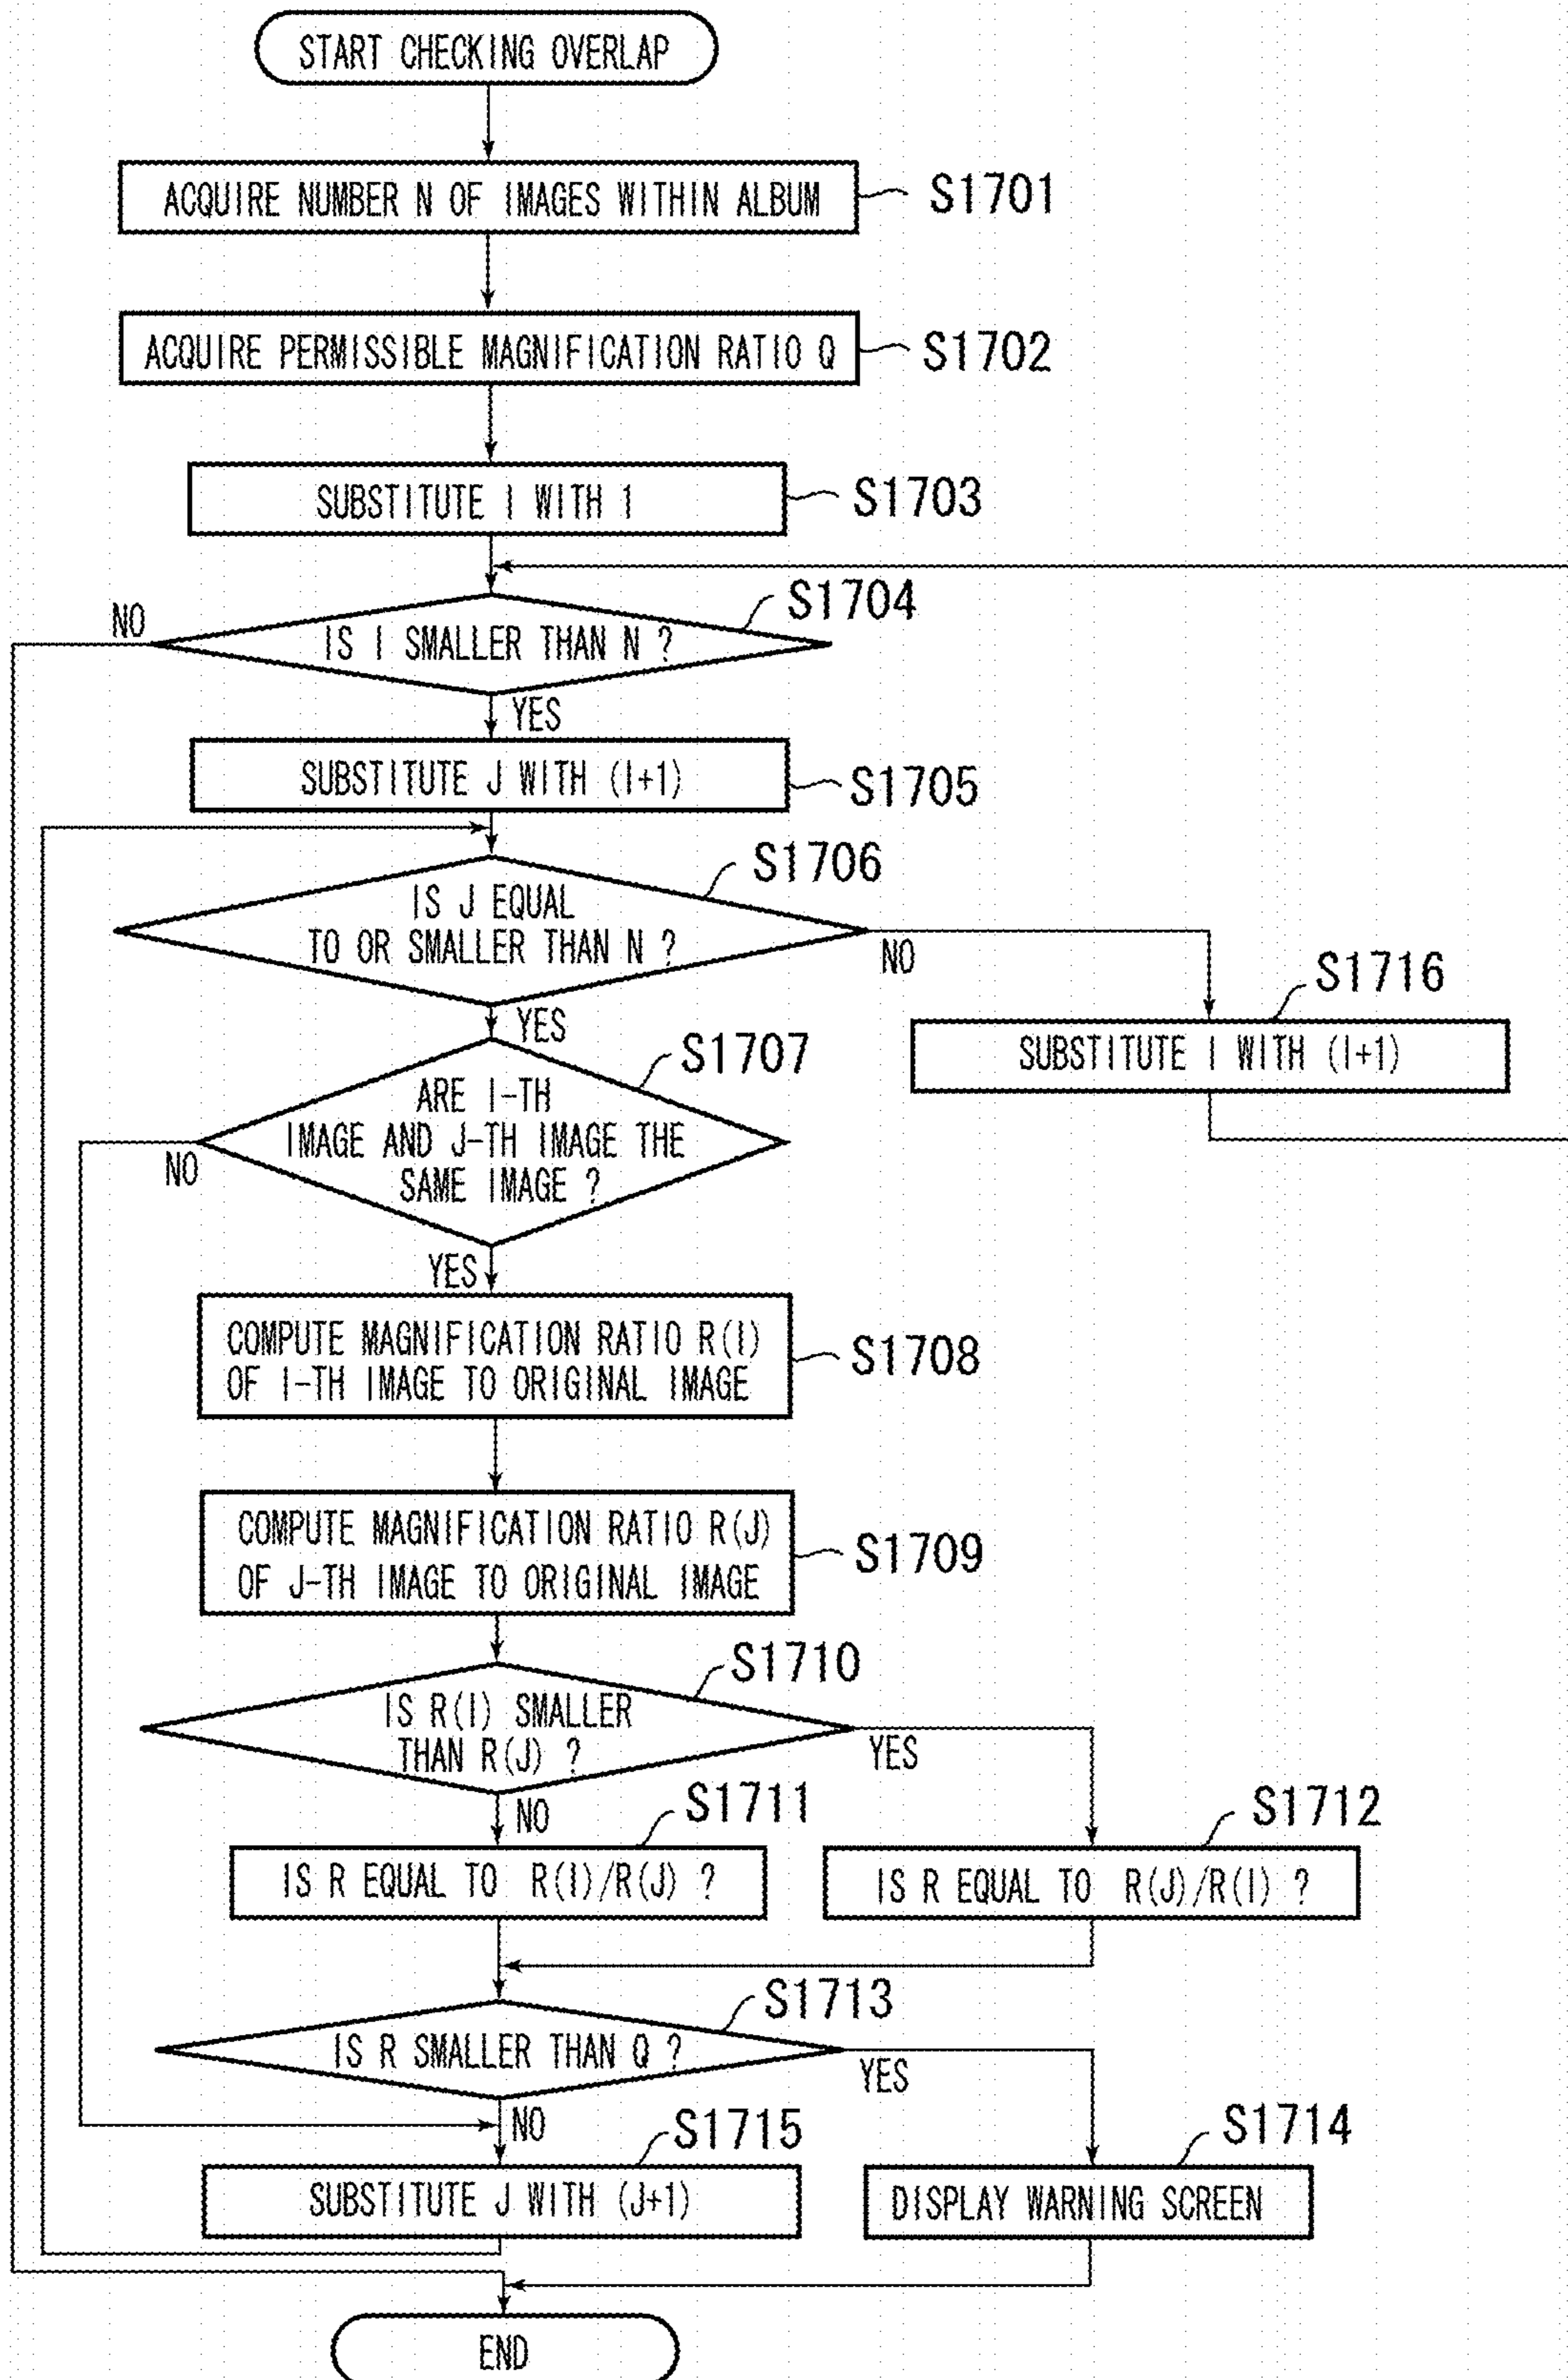 START CHECKING OVERLAP
ACQUIRE NUMBER N OF IMAGES WITHIN ALBUM
S1701
ACQUIRE PERMISSIBLE MAGNIFICATION RATIO Q
S1702
SUBSTITUTE I WITH 1
S1703
S1704
NO
IS I SMALLER THAN N ?
YES
SUBSTITUTE J WITH (I+1)
S1705
S1706
IS J EQUAL
TO OR SMALLER THAN N ?
NO
S1716
YES
SUBSTITUTE I WITH (I+1)
S1707
ARE I-TH
IMAGE AND J-TH IMAGE THE
SAME IMAGE ?
NO
YES
COMPUTE MAGNIFICATION RATIO R(I)
OF I-TH IMAGE TO ORIGINAL IMAGE
S1708
COMPUTE MAGNIFICATION RATIO R(J)
OF J-TH IMAGE TO ORIGINAL IMAGE
S1709
S1710
IS R(I) SMALLER
THAN R(J) ?
YES
S1711
NO
S1712
IS R EQUAL TO R(I)/R(J) ?
IS R EQUAL TO R(J)/R(I) ?
S1713
IS R SMALLER THAN Q ?
YES
NO
S1715
S1714
SUBSTITUTE J WITH (J+1)
DISPLAY WARNING SCREEN
END